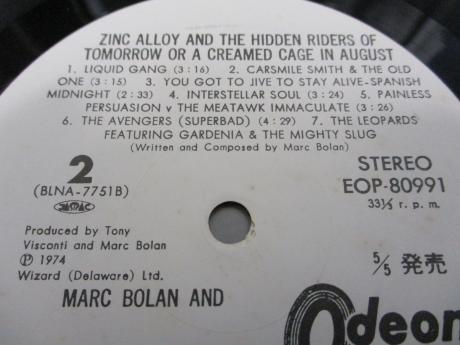 ZINC ALLOY AND THE HIDDEN RIDERS OF
TOMORROW OR A CREAMED CAGE IN AUGUST
1. LIQUID GANG (3:16) 2. CARSMILE SMITH & THE OLD
ONE (3:15) 3. YOU GOT TO JIVE TO STAY ALIVE-SPANISH
MIDNIGHT (2:33) 4. INTERSTELLAR SOUL (3:24) 5. PAINLESS
PERSUASION v THE MEATAWK IMMACULATE (3:26)
6. THE AVENGERS (SUPERBAD) (4:29) 7. THE LEOPARDS
FEATURING GARDENIA & THE MIGHTY SLUG
(Written and Composed by Marc Bolan)
2
(BLNA-7751B)
STEREO
EOP-80991
33⅓ r. p. m.
Produced by Tony
Visconti and Marc Bolan
Ⓟ 1974
Wizard (Delaware) Ltd.
5/5 発売
MARC BOLAN AND
Odeon